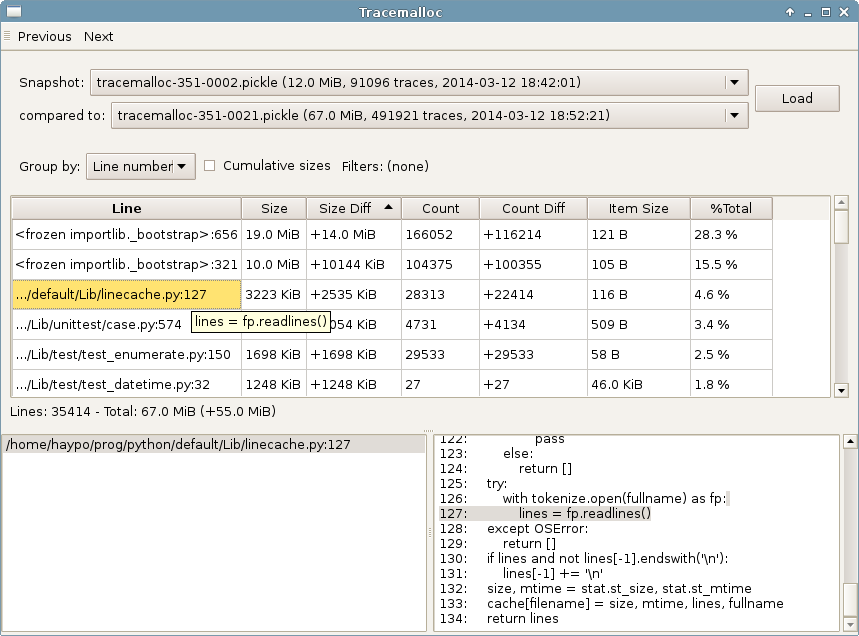 Tracemalloc
Previous Next
Snapshot: tracemalloc-351-0002.pickle (12.0 MiB, 91096 traces, 2014-03-12 18:42:01)
compared to: tracemalloc-351-0021.pickle (67.0 MiB, 491921 traces, 2014-03-12 18:52:21)
Load
Group by: Line number Cumulative sizes Filters: (none)
Line Size Size Diff Count Count Diff Item Size %Total
<frozen importlib._bootstrap>:656 19.0 MiB +14.0 MiB 166052 +116214 121 B 28.3 %
<frozen importlib._bootstrap>:321 10.0 MiB +10144 KiB 104375 +100355 105 B 15.5 %
.../default/Lib/linecache.py:127 3223 KiB +2535 KiB 28313 +22414 116 B 4.6 %
.../Lib/unittest/case.py:574 054 KiB 4731 +4134 509 B 3.4 %
lines = fp.readlines()
.../Lib/test/test_enumerate.py:150 1698 KiB +1698 KiB 29533 +29533 58 B 2.5 %
.../Lib/test/test_datetime.py:32 1248 KiB +1248 KiB 27 +27 46.0 KiB 1.8 %
Lines: 35414 - Total: 67.0 MiB (+55.0 MiB)
/home/haypo/prog/python/default/Lib/linecache.py:127
122: pass
123: else:
124: return []
125: try:
126: with tokenize.open(fullname) as fp:
127: lines = fp.readlines()
128: except OSError:
129: return []
130: if lines and not lines[-1].endswith('\n'):
131: lines[-1] += '\n'
132: size, mtime = stat.st_size, stat.st_mtime
133: cache[filename] = size, mtime, lines, fullname
134: return lines